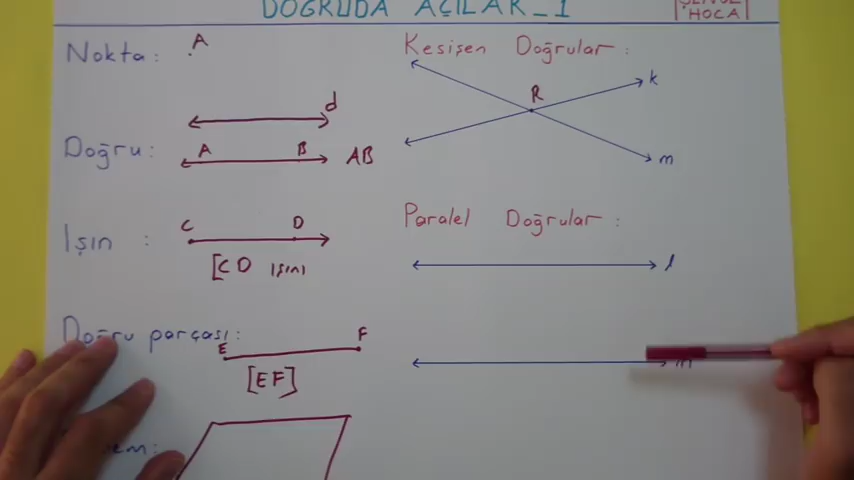 DOĞRUDA AÇILAR_1
HOCA
Nokta: A
d
Doğru: A B AB
Işın : C D
[CD ışını
Doğru parçası:
E F
[EF]
Kesişen Doğrular :
R
k
m
Paralel Doğrular :
l
m